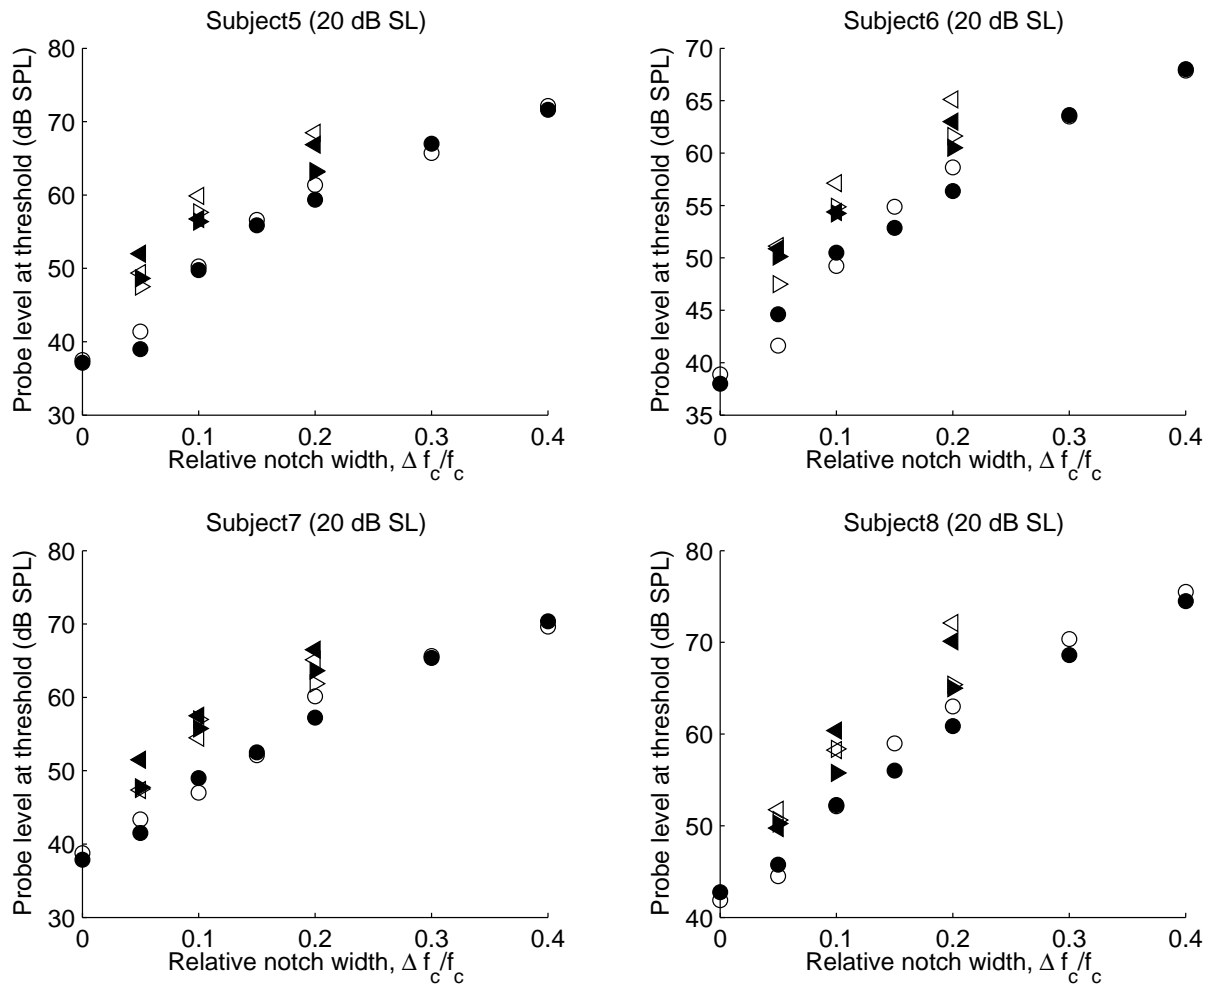 Subject5 (20 dB SL)
Probe level at threshold (dB SPL)
80
70
60
50
40
30
0 0.1 0.2 0.3 0.4
Relative notch width, Δ f_c/f_c
Subject6 (20 dB SL)
Probe level at threshold (dB SPL)
70
65
60
55
50
45
40
35
0 0.1 0.2 0.3 0.4
Relative notch width, Δ f_c/f_c
Subject7 (20 dB SL)
Probe level at threshold (dB SPL)
80
70
60
50
40
30
0 0.1 0.2 0.3 0.4
Relative notch width, Δ f_c/f_c
Subject8 (20 dB SL)
Probe level at threshold (dB SPL)
80
70
60
50
40
0 0.1 0.2 0.3 0.4
Relative notch width, Δ f_c/f_c